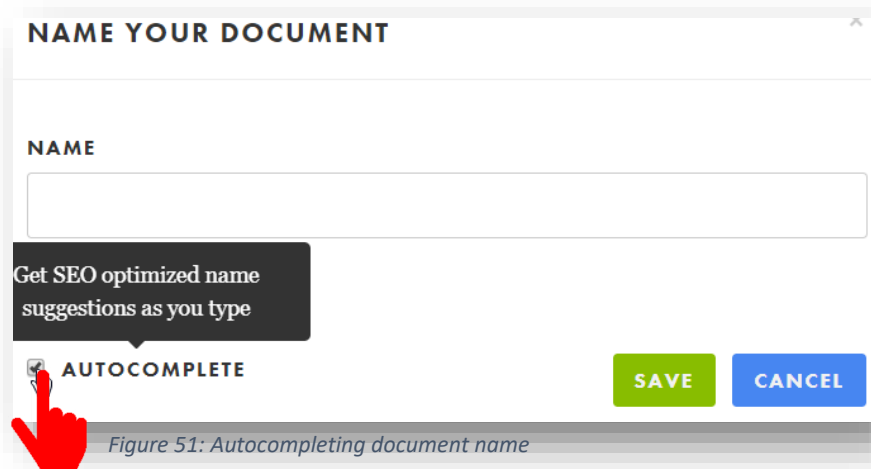 NAME YOUR DOCUMENT
NAME
Get SEO optimized name
suggestions as you type
AUTOCOMPLETE
SAVE
CANCEL
Figure 51: Autocompleting document name